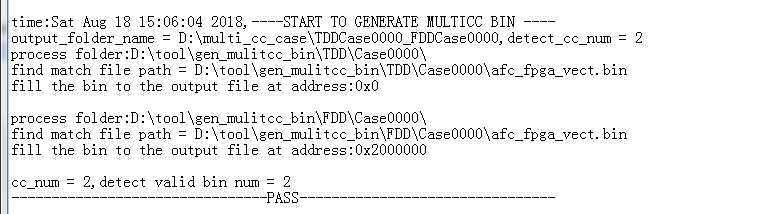 time:Sat Aug 18 15:06:04 2018,----START TO GENERATE MULTICC BIN ----
output_folder_name = D:\multi_cc_case\TDDCase0000_FDDCase0000,detect_cc_num = 2
process folder:D:\tool\gen_mulitcc_bin\TDD\Case0000\
find match file path = D:\tool\gen_mulitcc_bin\TDD\Case0000\afc_fpga_vect.bin
fill the bin to the output file at address:0x0
process folder:D:\tool\gen_mulitcc_bin\FDD\Case0000\
find match file path = D:\tool\gen_mulitcc_bin\FDD\Case0000\afc_fpga_vect.bin
fill the bin to the output file at address:0x2000000
cc_num = 2,detect valid bin num = 2
--------------------------------PASS--------------------------------